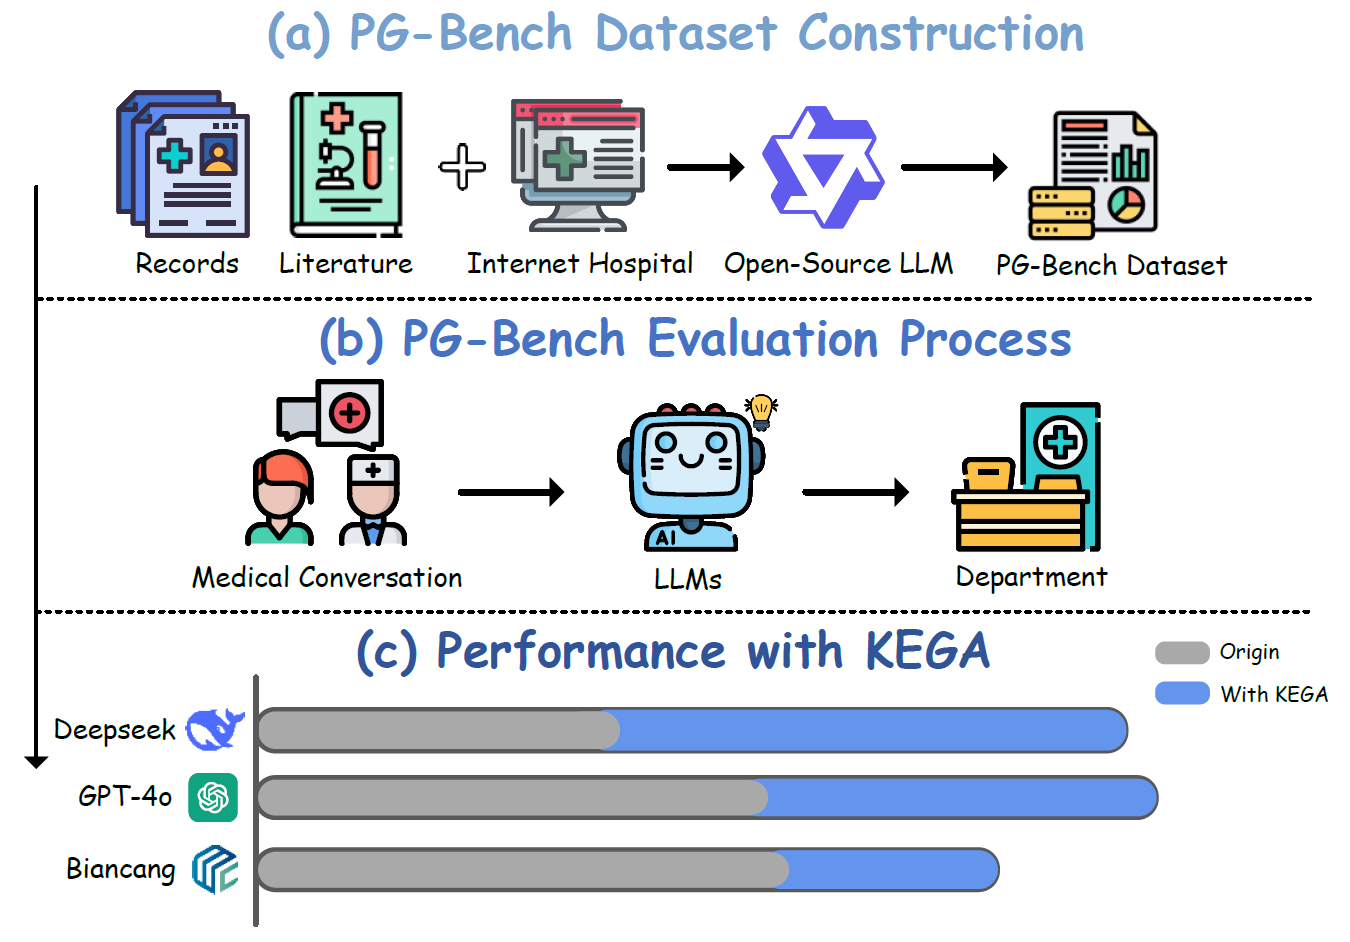 (a) PG-Bench Dataset Construction
Records
Literature
Internet Hospital
Open-Source LLM
PG-Bench Dataset
(b) PG-Bench Evaluation Process
AI
Medical Conversation
LLMs
Department
(c) Performance with KEGA
Origin
With KEGA
Deepseek
GPT-4o
Biancang